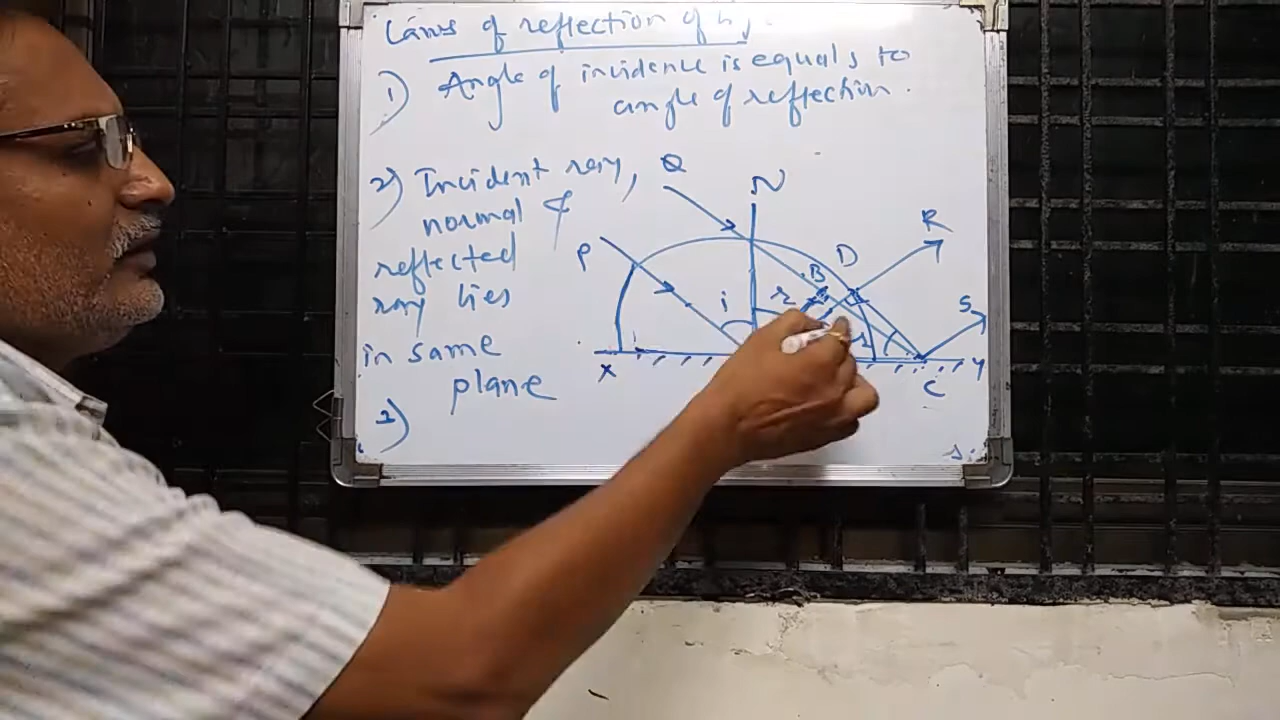 Laws of reflection of
1) Angle of incidence is equals to
angle of reflection.
2) Incident ray,
normal &
reflected
ray lies
in same
plane
1)
Q
N
R
P
D
B
S
i
r
X
C
Y